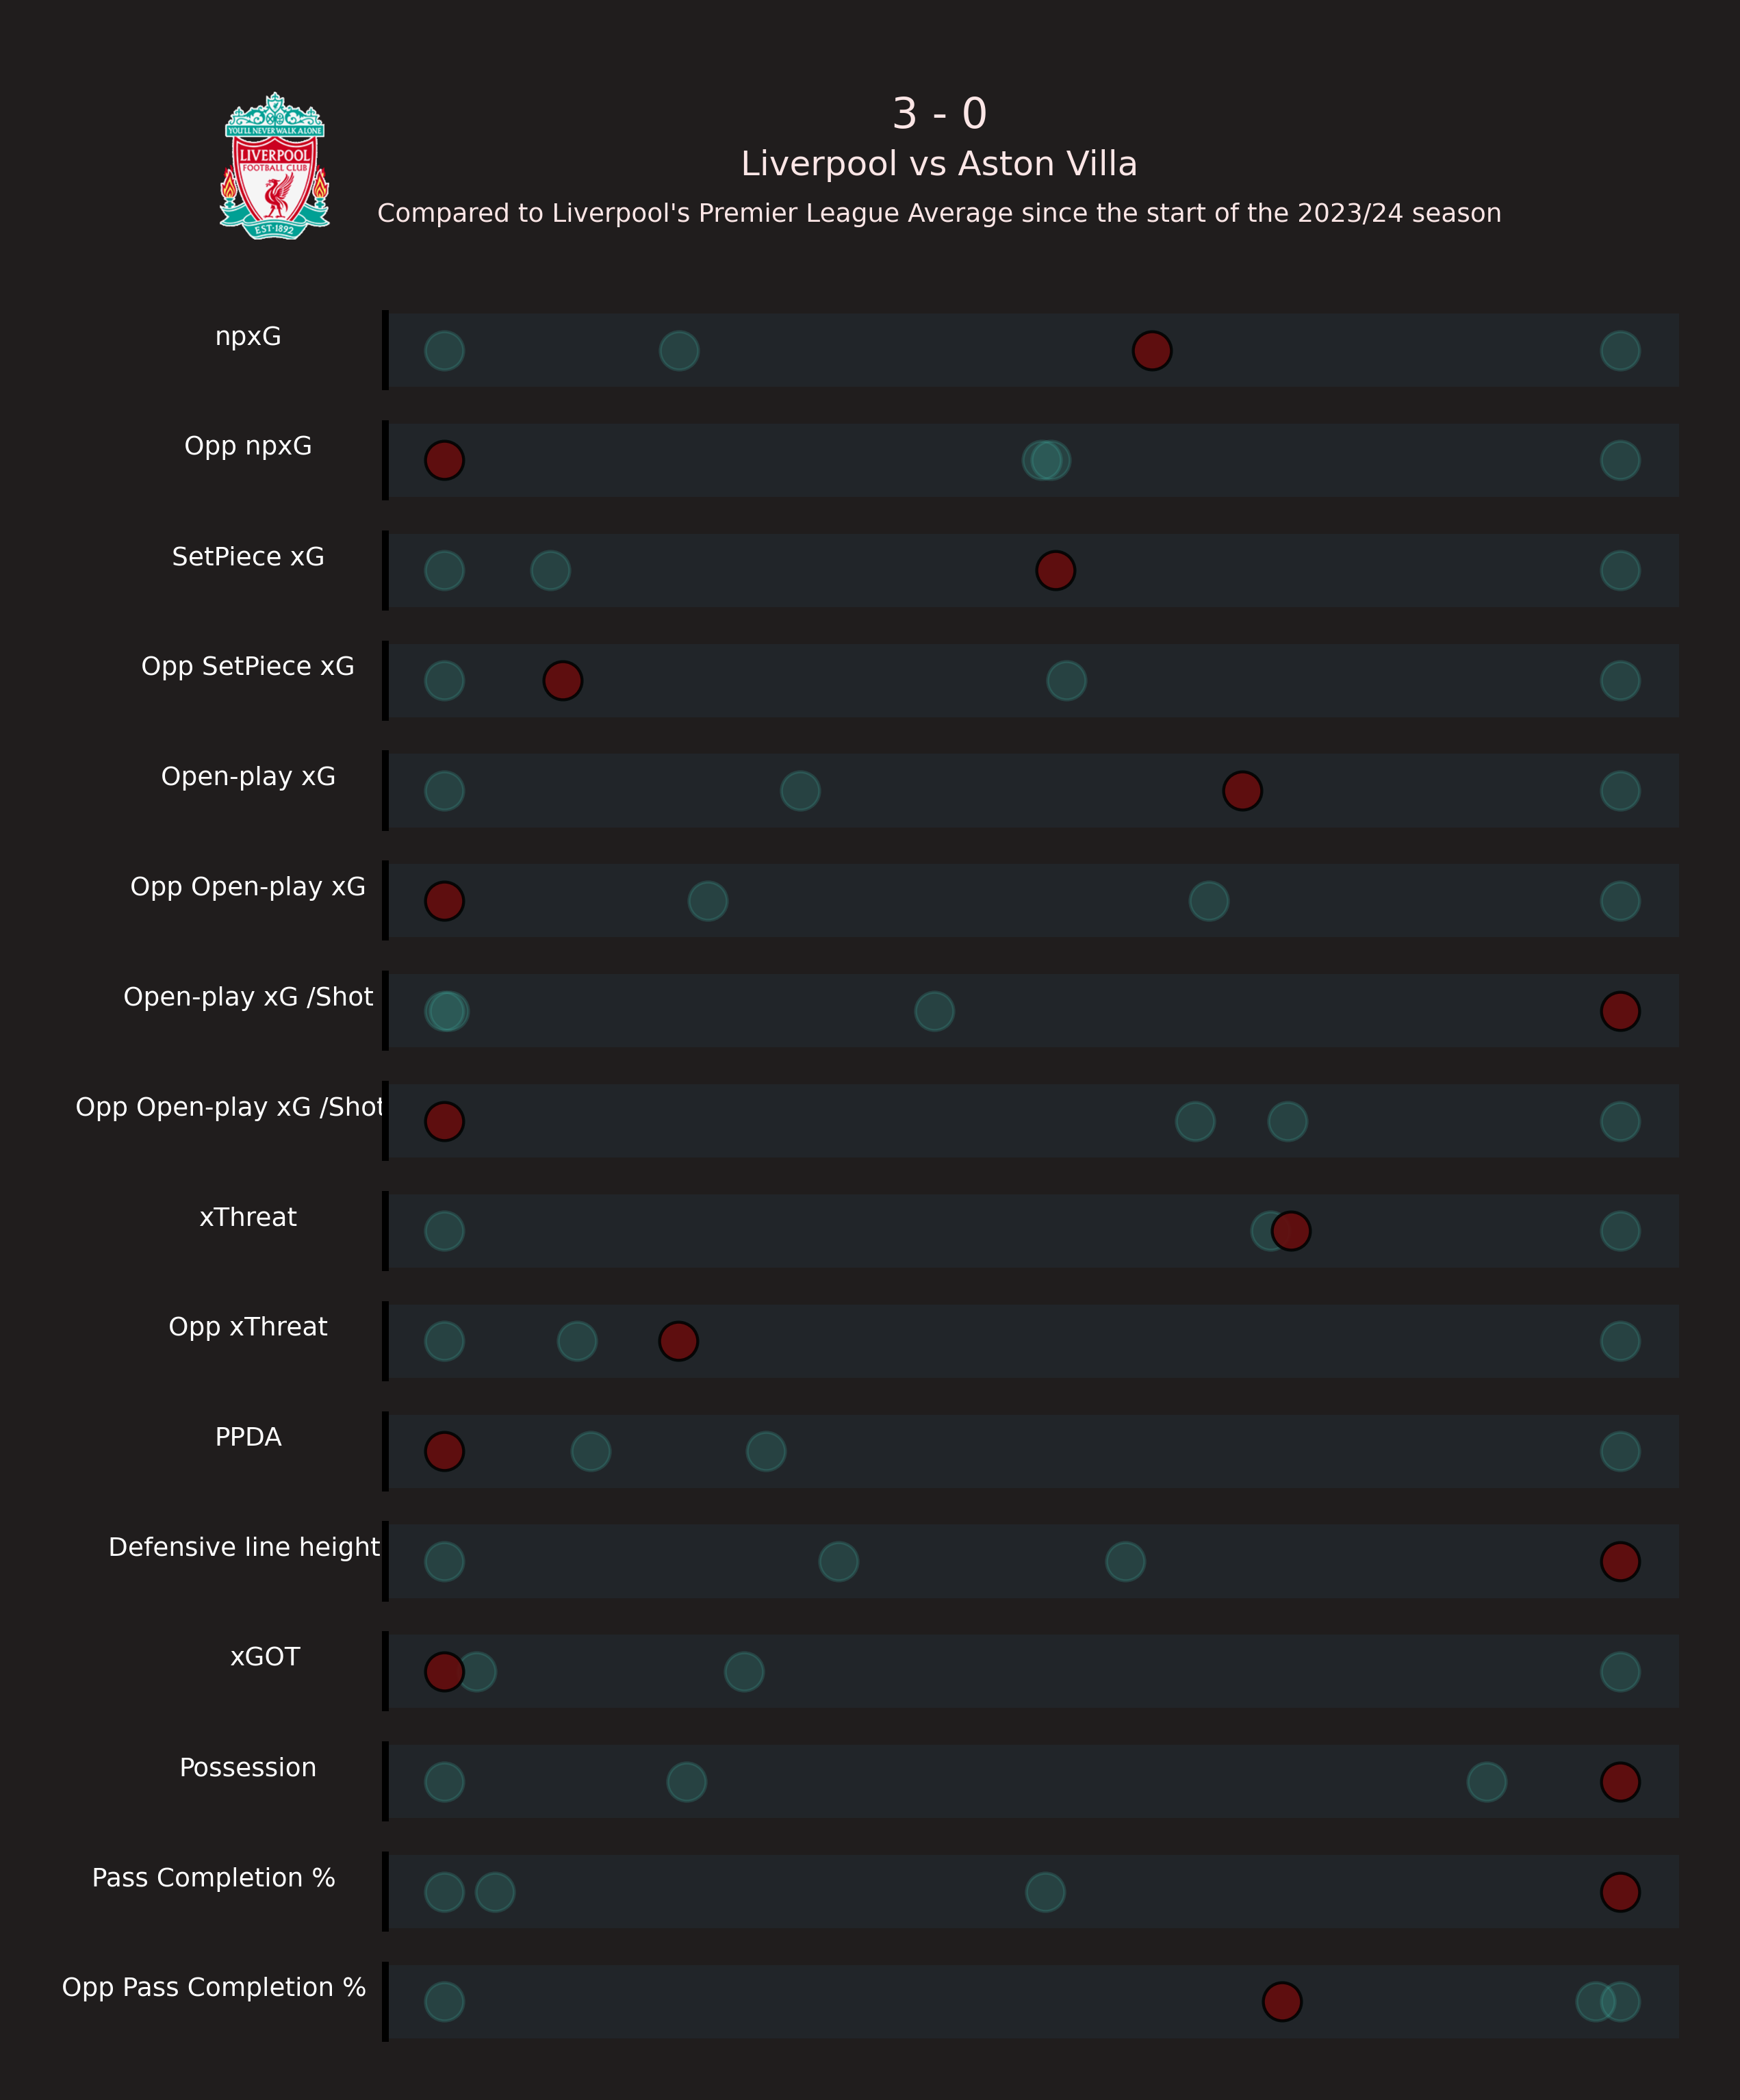 3 - 0
Liverpool vs Aston Villa
Compared to Liverpool's Premier League Average since the start of the 2023/24 season
YOU'LL NEVER WALK ALONE
LIVERPOOL
FOOTBALL CLUB
EST·1892
npxG
Opp npxG
SetPiece xG
Opp SetPiece xG
Open-play xG
Opp Open-play xG
Open-play xG /Shot
Opp Open-play xG /Shot
xThreat
Opp xThreat
PPDA
Defensive line height
xGOT
Possession
Pass Completion %
Opp Pass Completion %